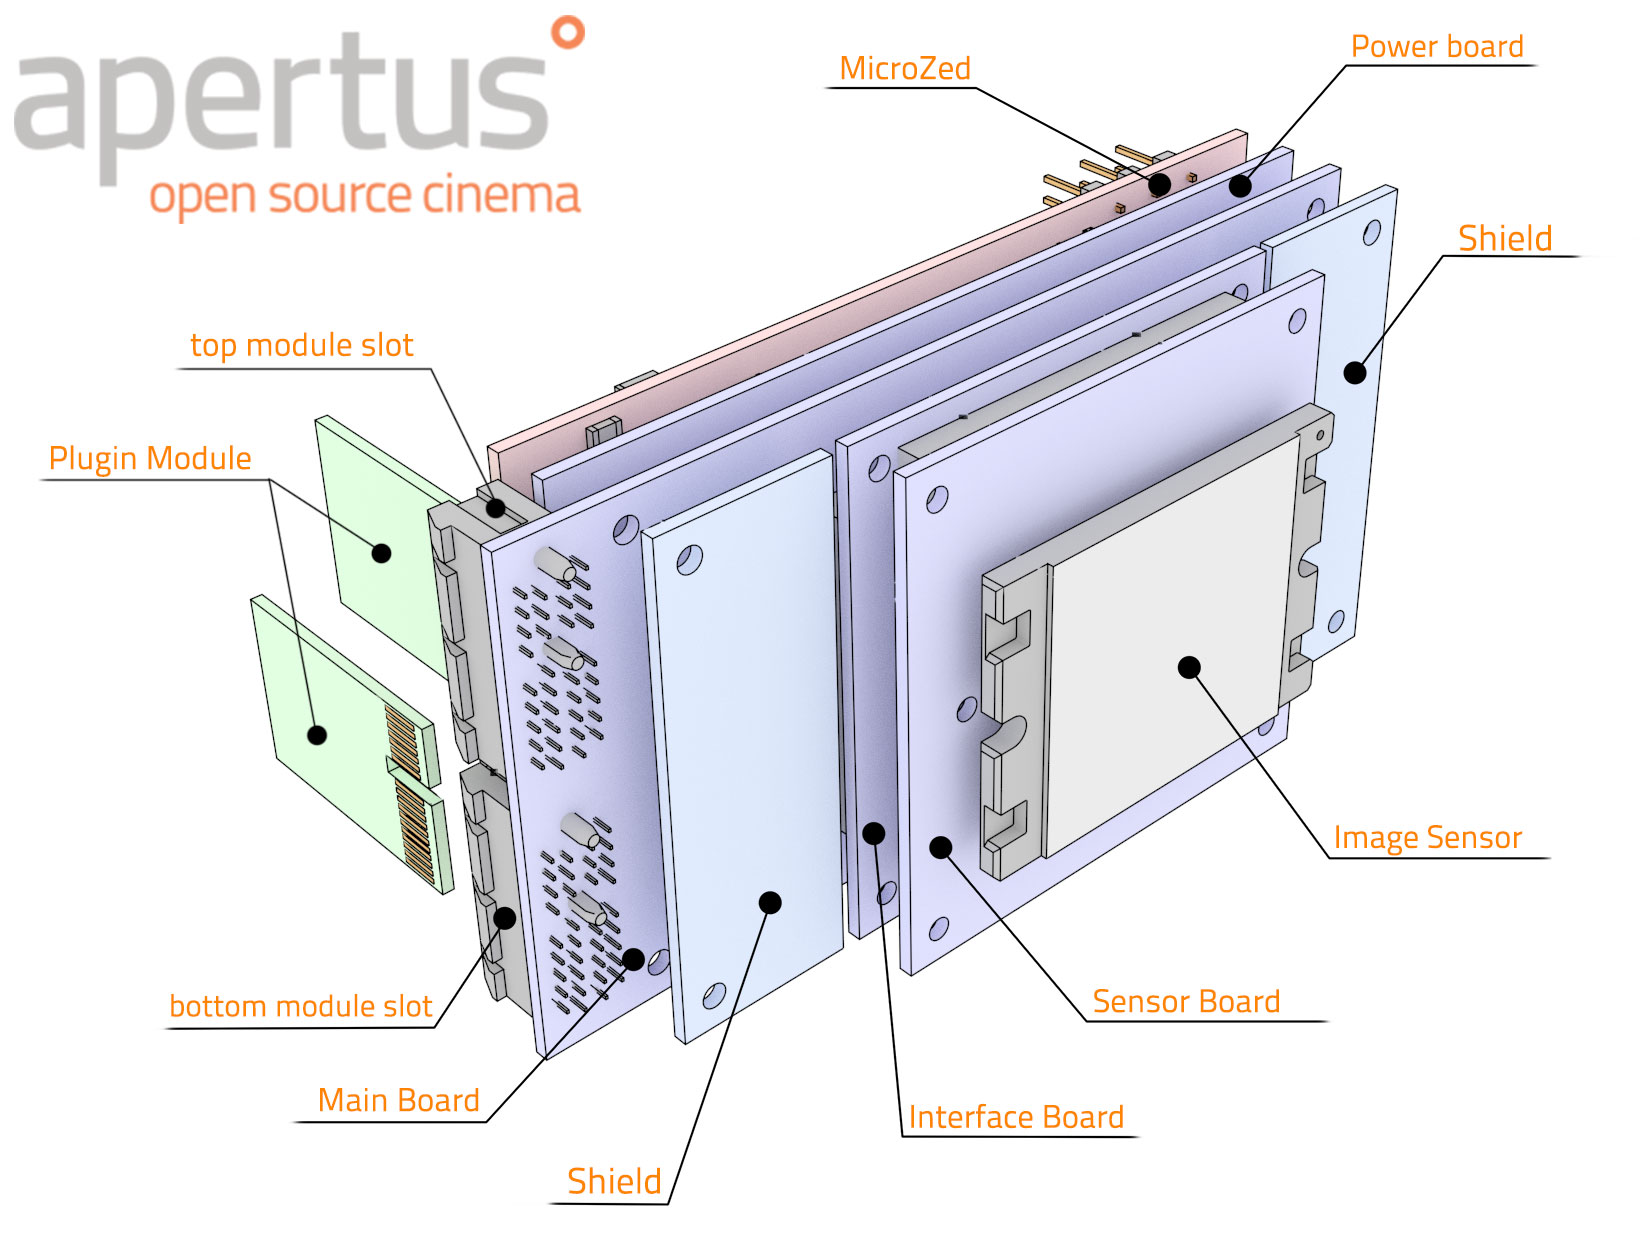 apertus°
open source cinema
MicroZed
Power board
Shield
top module slot
Plugin Module
Image Sensor
bottom module slot
Sensor Board
Main Board
Interface Board
Shield